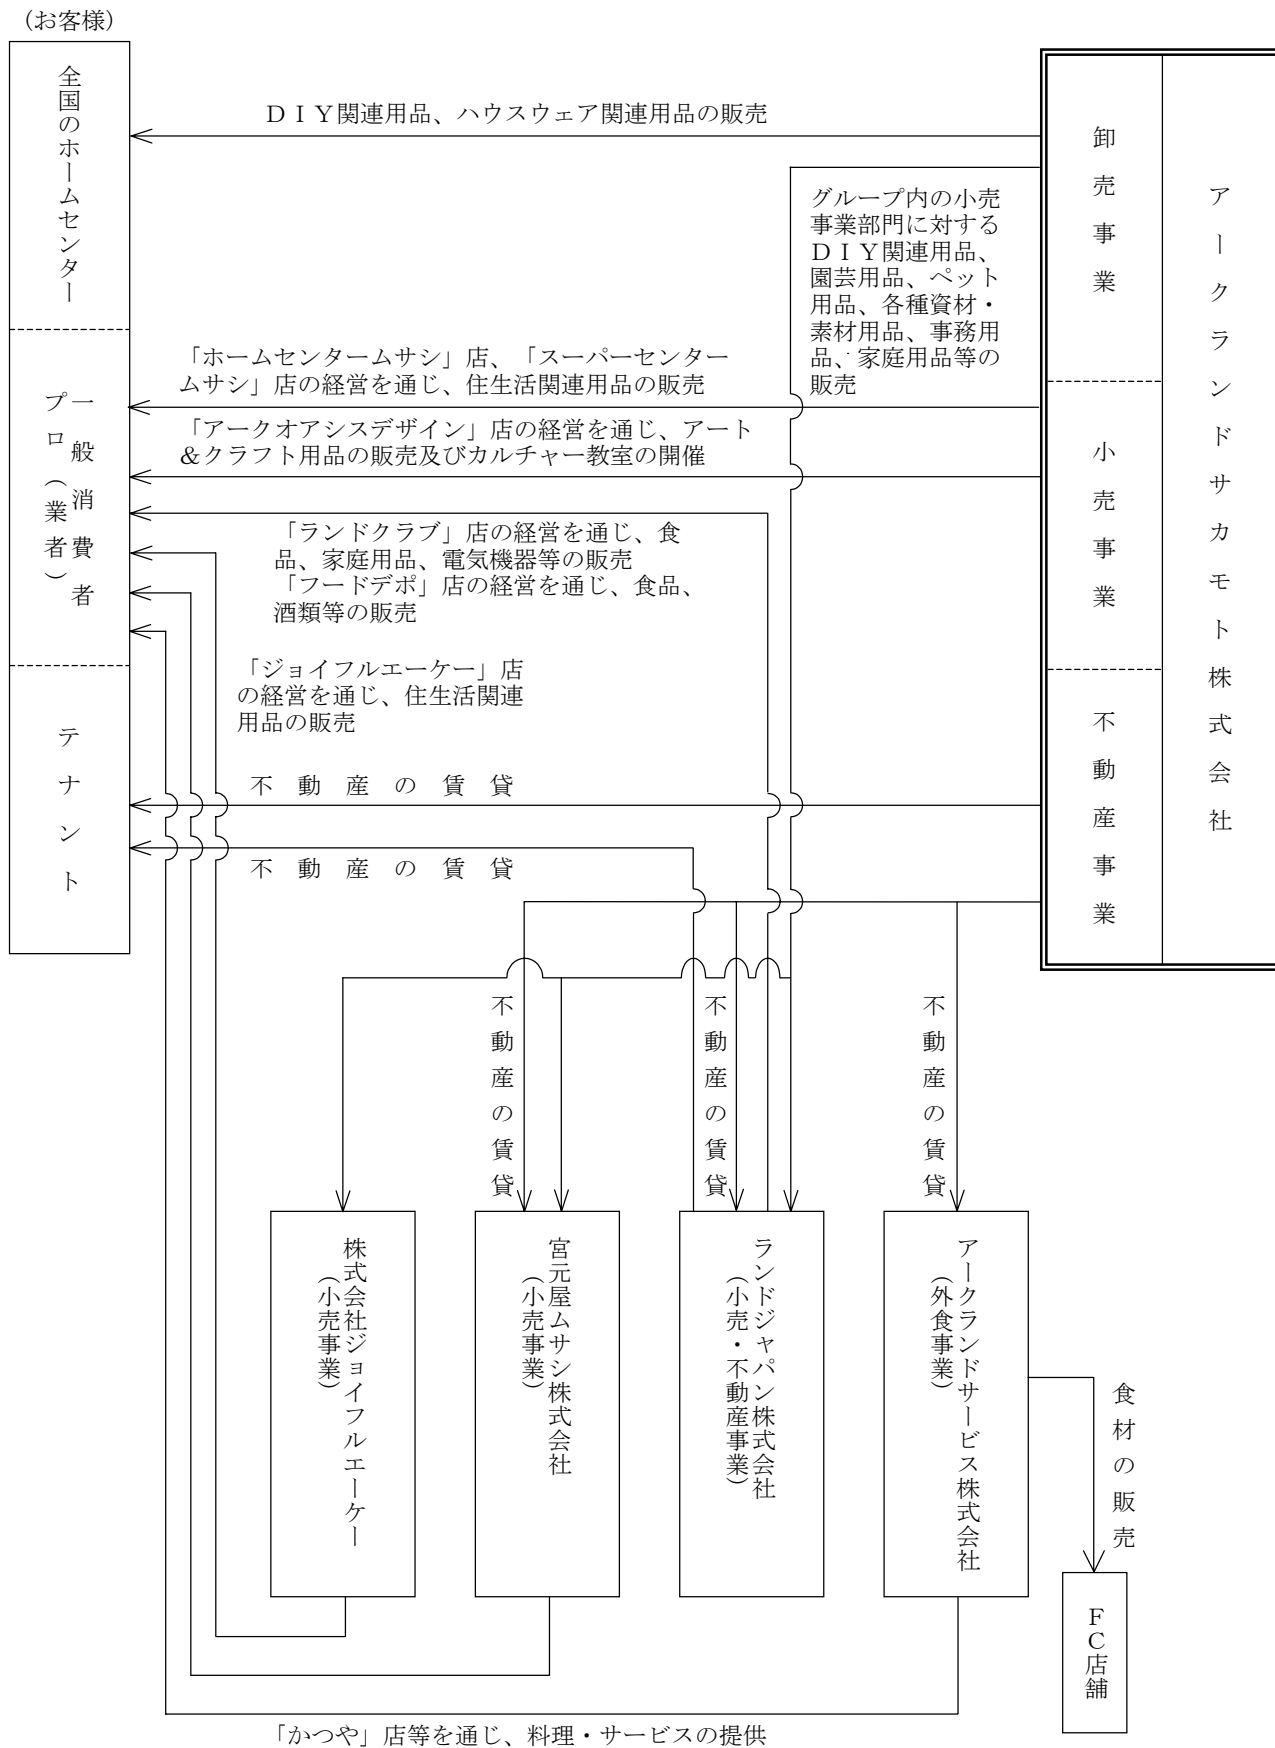 (お客様)
全国のホームセンター
一般消費者
プロ(業者)
テナント
ＤＩＹ関連用品、ハウスウェア関連用品の販売
グループ内の小売
事業部門に対する
ＤＩＹ関連用品、
園芸用品、ペット
用品、各種資材・
素材用品、事務用
品、家庭用品等の
販売
「ホームセンタームサシ」店、「スーパーセンター
ムサシ」店の経営を通じ、住生活関連用品の販売
「アークオアシスデザイン」店の経営を通じ、アート
＆クラフト用品の販売及びカルチャー教室の開催
「ランドクラブ」店の経営を通じ、食
品、家庭用品、電気機器等の販売
「フードデポ」店の経営を通じ、食品、
酒類等の販売
「ジョイフルエーケー」店
の経営を通じ、住生活関連
用品の販売
不動産の賃貸
不動産の賃貸
アークランドサカモト株式会社
卸売事業
小売事業
不動産事業
不動産の賃貸
不動産の賃貸
不動産の賃貸
株式会社ジョイフルエーケー
(小売事業)
宮元屋ムサシ株式会社
(小売事業)
ランドジャパン株式会社
(小売・不動産事業)
アークランドサービス株式会社
(外食事業)
食材の販売
ＦＣ店舗
「かつや」店等を通じ、料理・サービスの提供